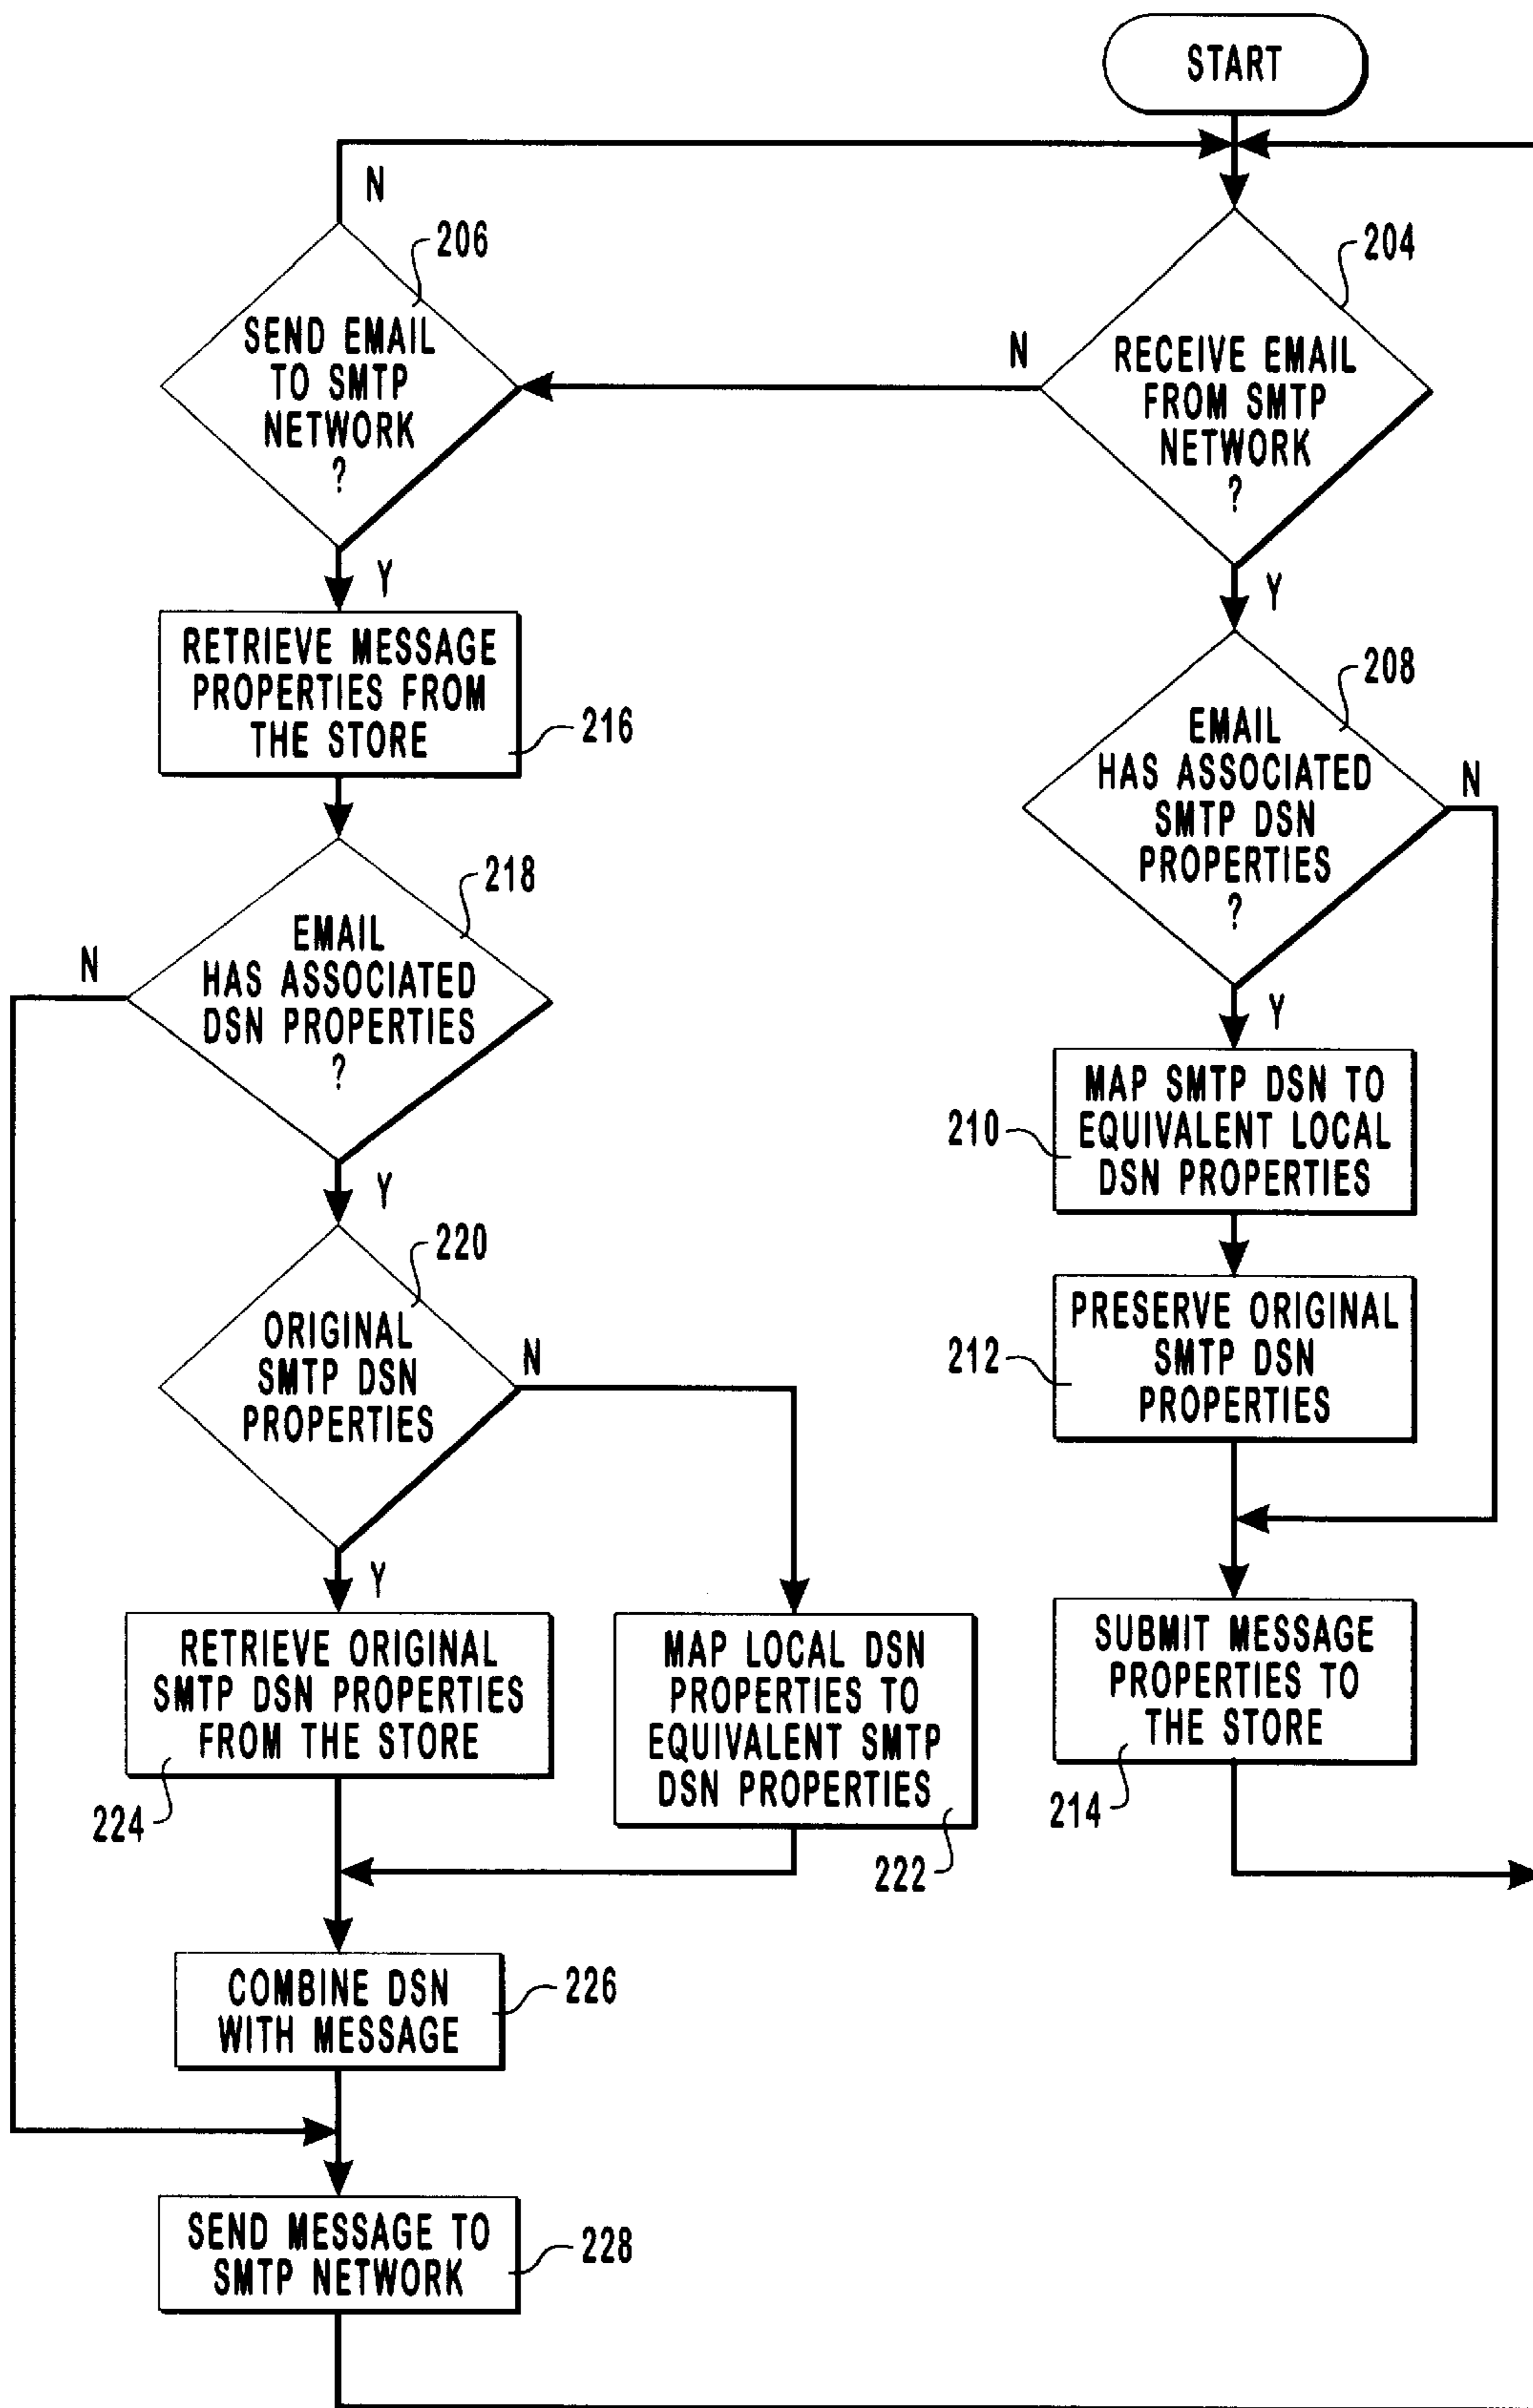 START
N
206
SEND EMAIL
TO SMTP
NETWORK
?
Y
204
N
RECEIVE EMAIL
FROM SMTP
NETWORK
?
Y
RETRIEVE MESSAGE
PROPERTIES FROM
THE STORE
216
208
EMAIL
HAS ASSOCIATED
SMTP DSN
PROPERTIES
?
N
Y
218
N
EMAIL
HAS ASSOCIATED
DSN PROPERTIES
?
Y
210
MAP SMTP DSN TO
EQUIVALENT LOCAL
DSN PROPERTIES
220
ORIGINAL
SMTP DSN
PROPERTIES
N
Y
212
PRESERVE ORIGINAL
SMTP DSN
PROPERTIES
RETRIEVE ORIGINAL
SMTP DSN PROPERTIES
FROM THE STORE
224
MAP LOCAL DSN
PROPERTIES TO
EQUIVALENT SMTP
DSN PROPERTIES
222
SUBMIT MESSAGE
PROPERTIES TO
THE STORE
214
COMBINE DSN
WITH MESSAGE
226
SEND MESSAGE TO
SMTP NETWORK
228